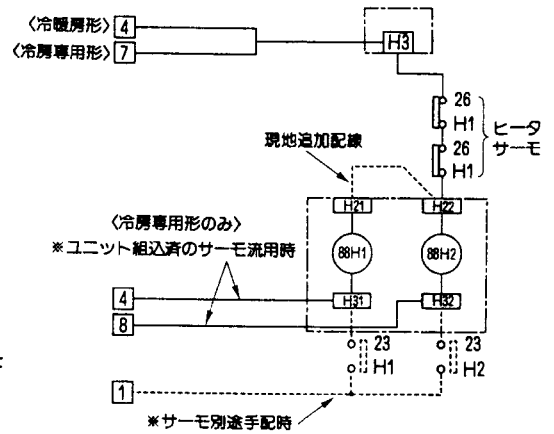 〈冷暖房形〉 4
〈冷房専用形〉 7
H3
26
H1
26
H1
ヒータ
サーモ
現地追加配線
H21
H22
〈冷房専用形のみ〉
※ユニット組込済のサーモ流用時
88H1
88H2
4
H31
H32
8
23
H1
23
H2
1
※サーモ別途手配時